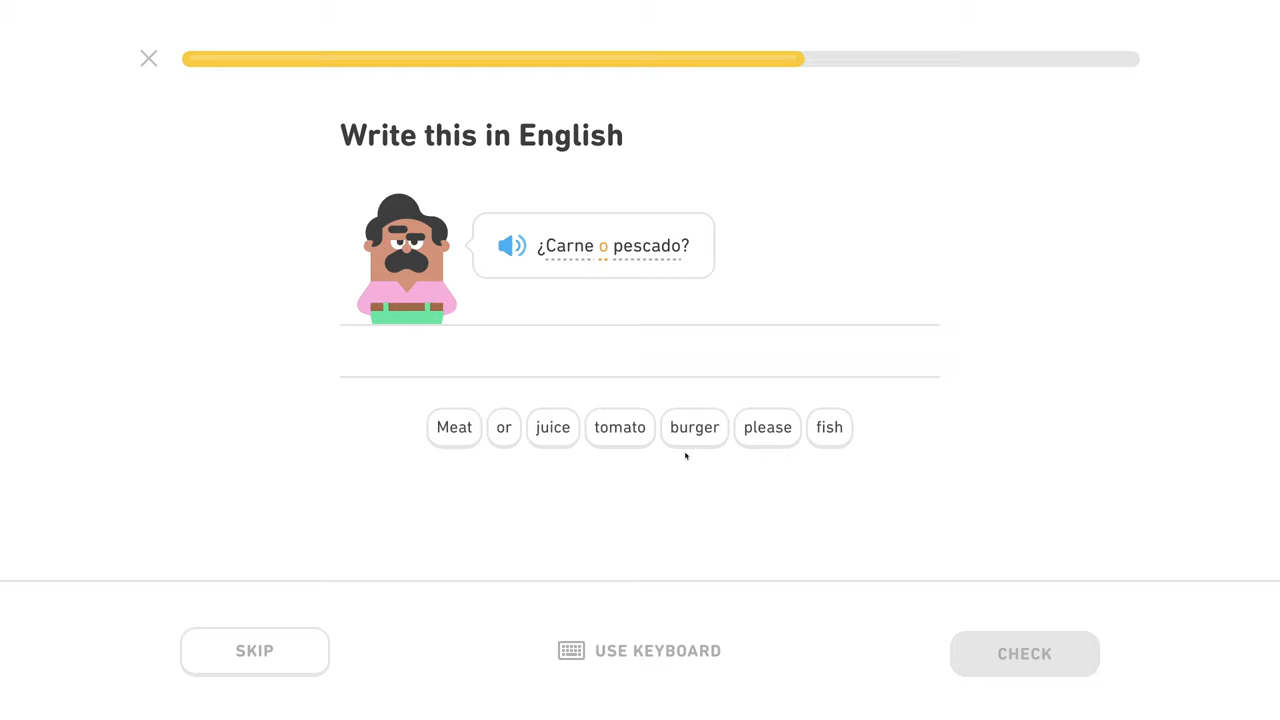 Write this in English
¿Carne o pescado?
Meat or juice tomato burger please fish
SKIP USE KEYBOARD CHECK